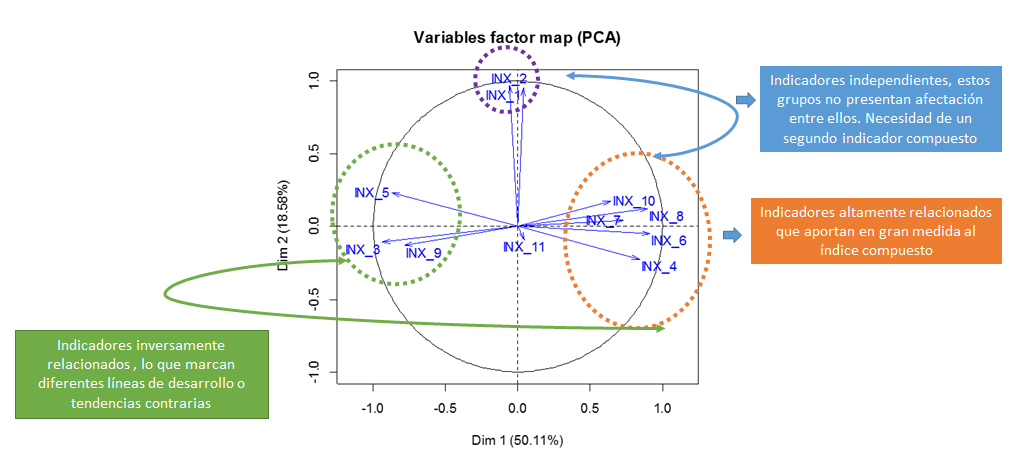 Variables factor map (PCA)
Indicadores independientes, estos
grupos no presentan afectación
entre ellos. Necesidad de un
segundo indicador compuesto
Indicadores altamente relacionados
que aportan en gran medida al
índice compuesto
Indicadores inversamente
relacionados , lo que marcan
diferentes líneas de desarrollo o
tendencias contrarias
Dim 2 (18.58%)
1.0
0.5
0.0
-0.5
-1.0
INX_2
INX_1
INX_5
INX_10
INX_8
INX_7
INX_6
INX_3
INX_9
INX_11
INX_4
-1.0 -0.5 0.0 0.5 1.0
Dim 1 (50.11%)